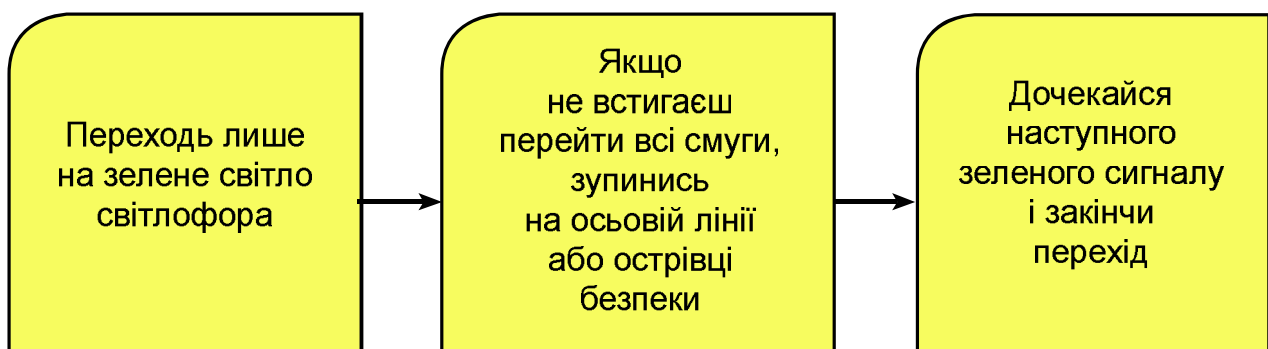 Переходь лише
на зелене світло
світлофора
Якщо
не встигаєш
перейти всі смуги,
зупинись
на осьовій лінії
або острівці
безпеки
Дочекайся
наступного
зеленого сигналу
і закінчи
перехід